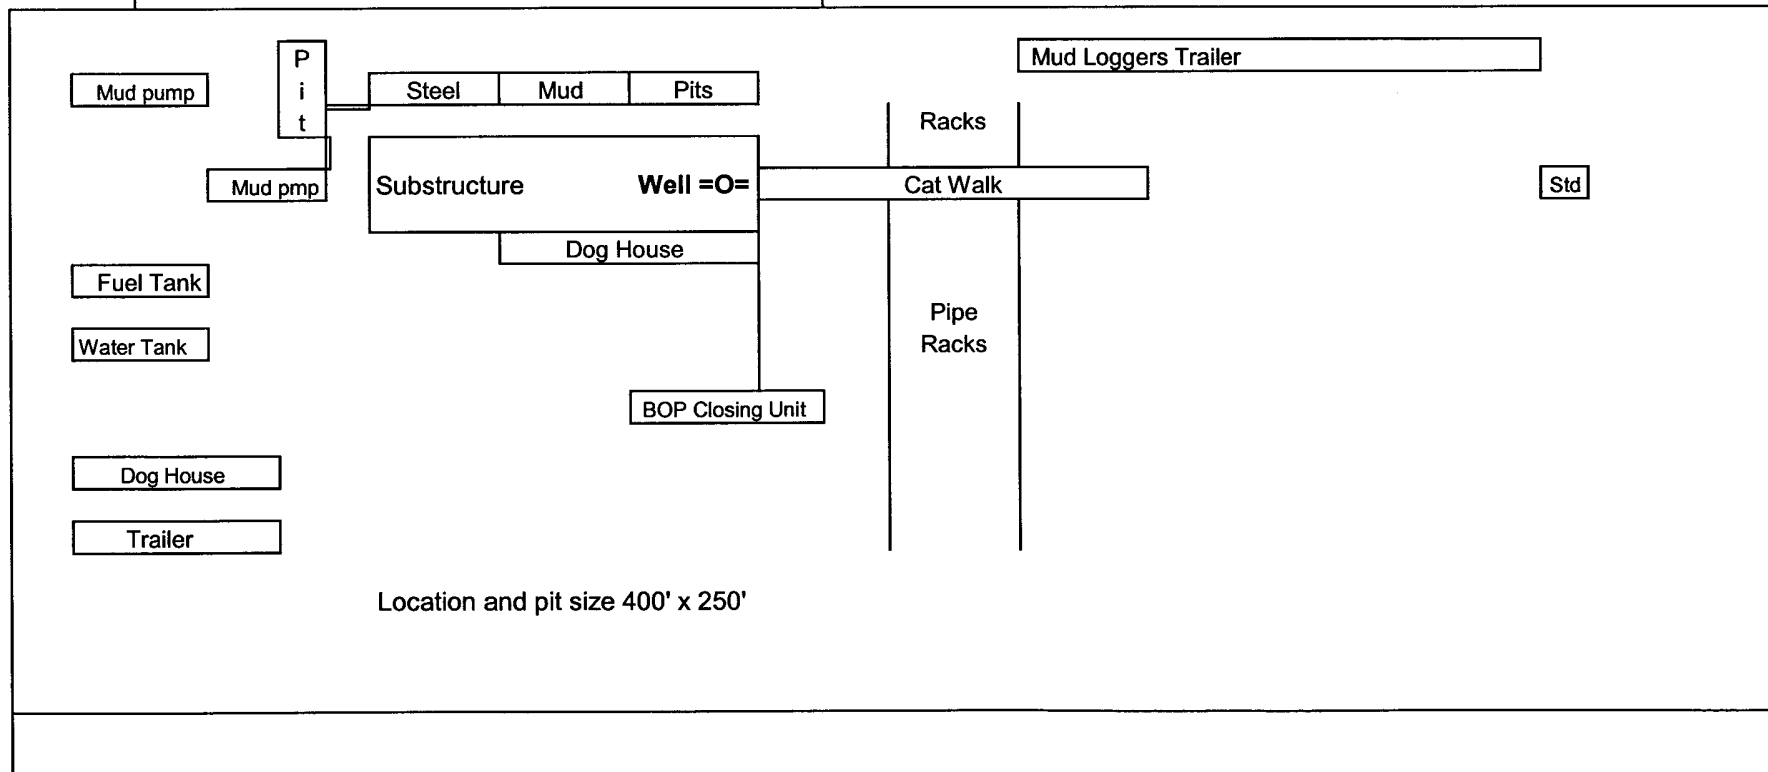 Mud Loggers Trailer
P
i
t
Mud pump
Steel Mud Pits
Racks
Mud pmp
Substructure Well =O=
Cat Walk
Std
Dog House
Fuel Tank
Pipe
Racks
Water Tank
BOP Closing Unit
Dog House
Trailer
Location and pit size 400' x 250'